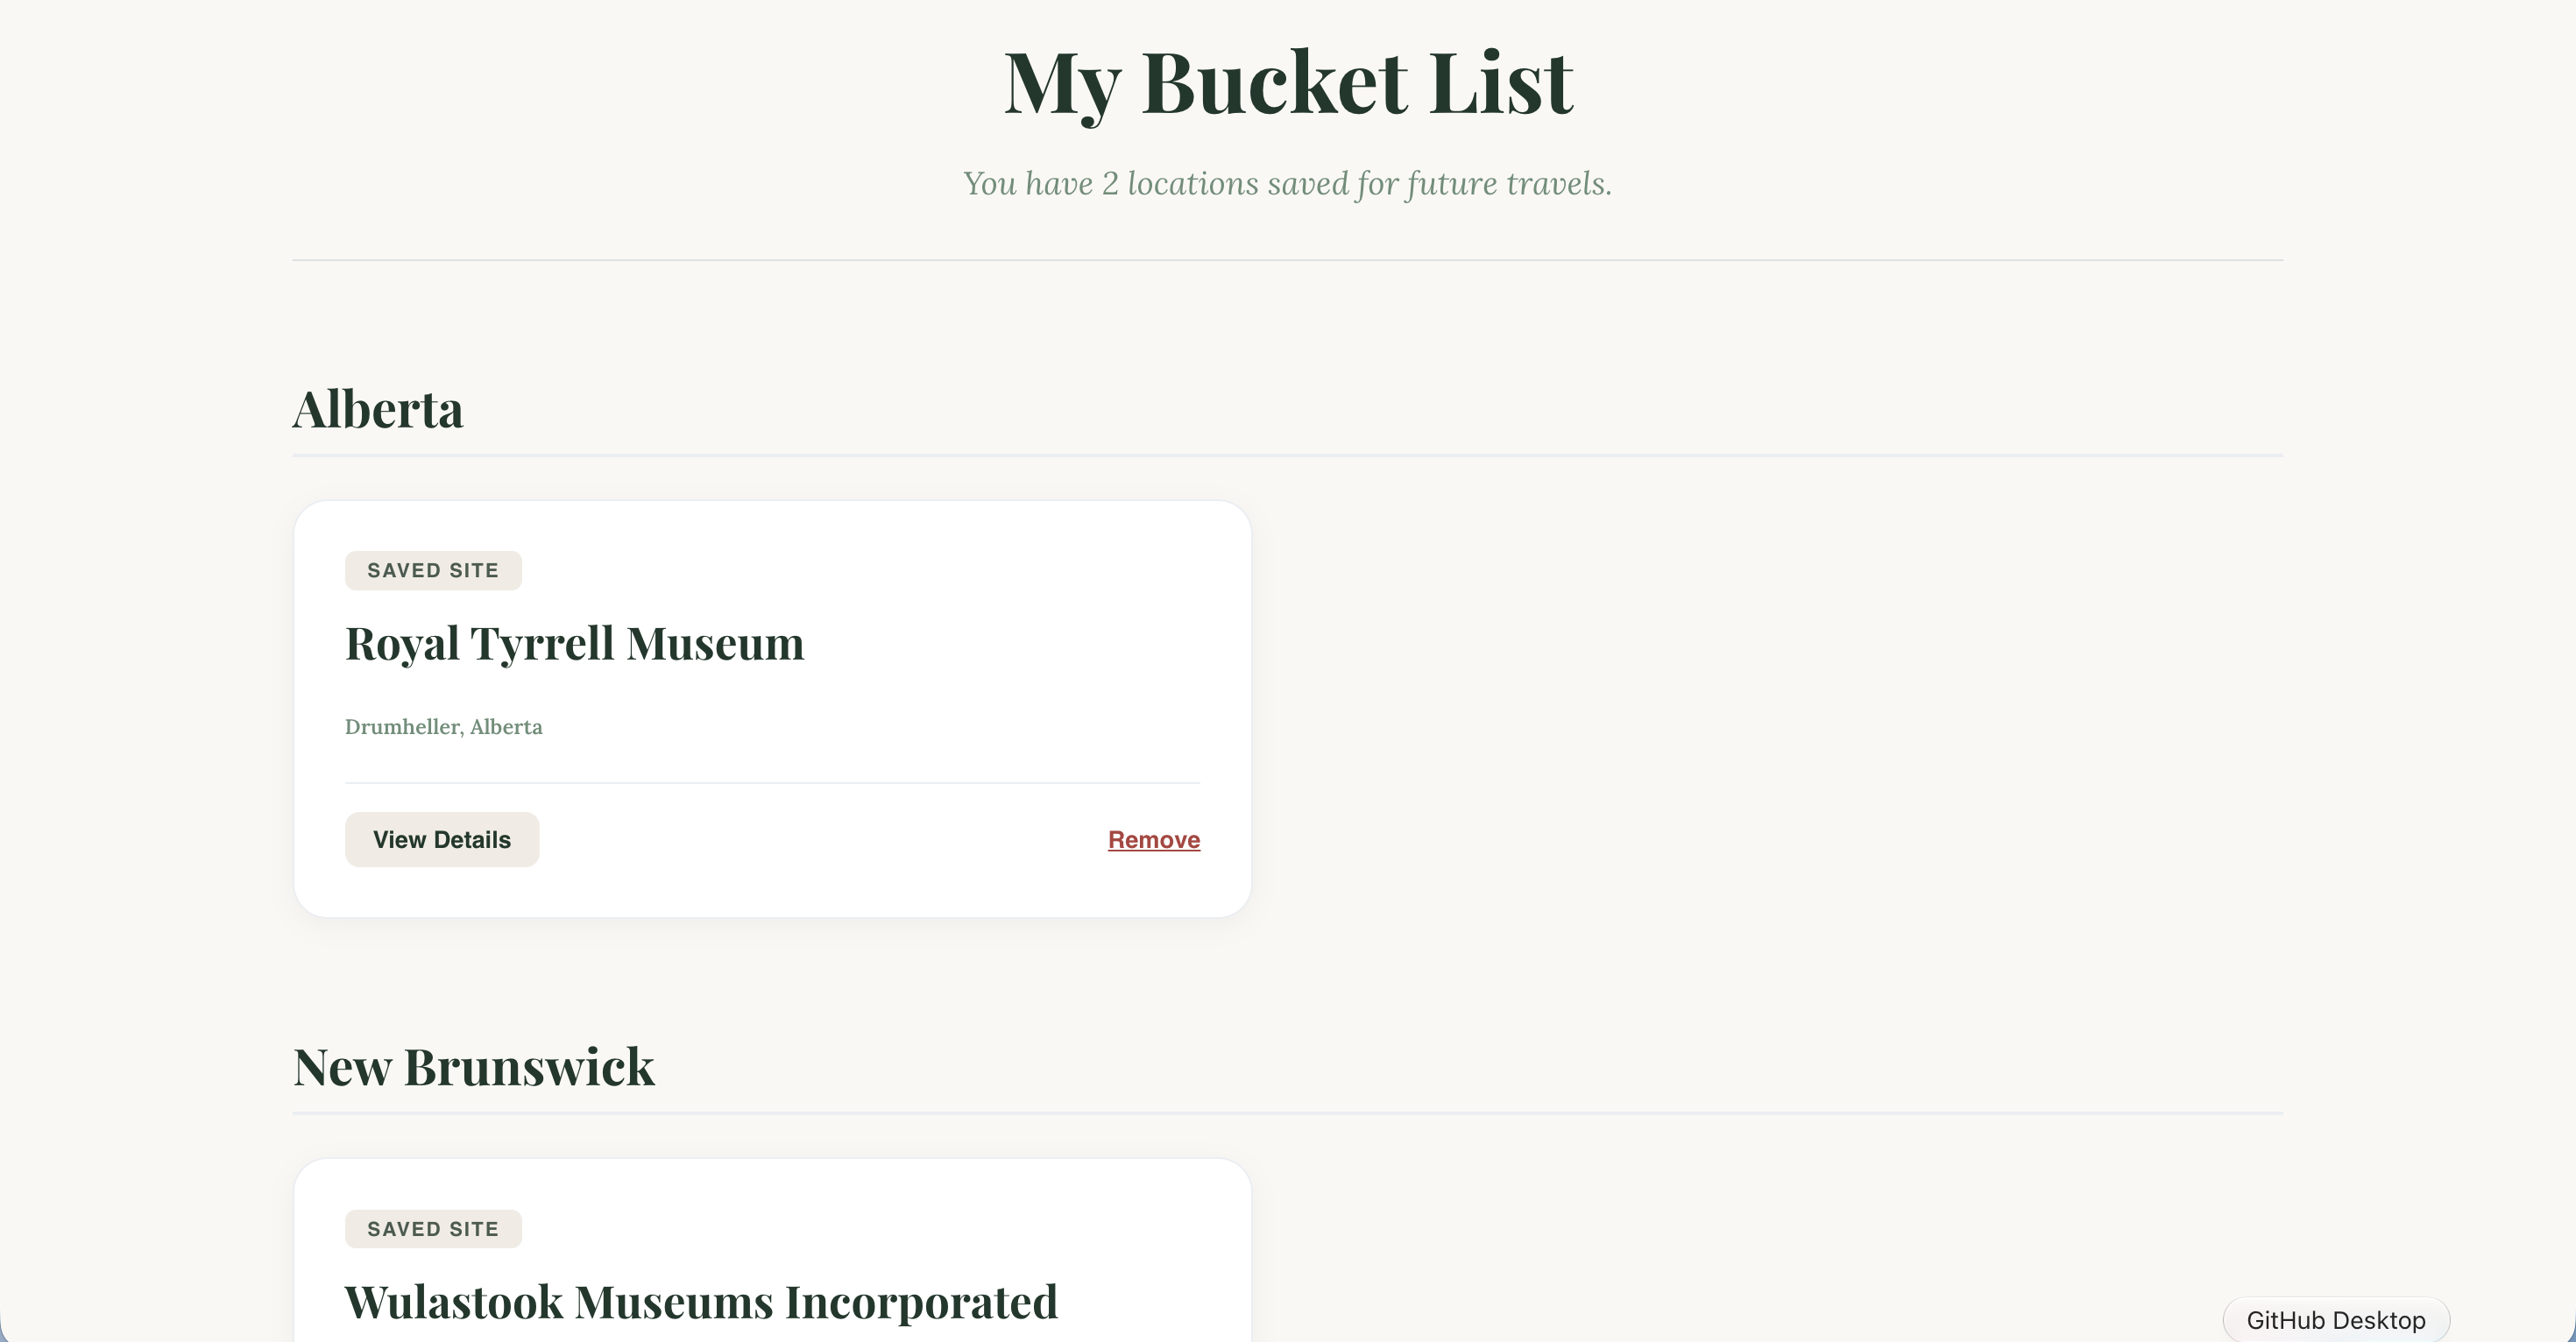 My Bucket List
You have 2 locations saved for future travels.
Alberta
SAVED SITE
Royal Tyrrell Museum
Drumheller, Alberta
View Details
Remove
New Brunswick
SAVED SITE
Wulastook Museums Incorporated
GitHub Desktop